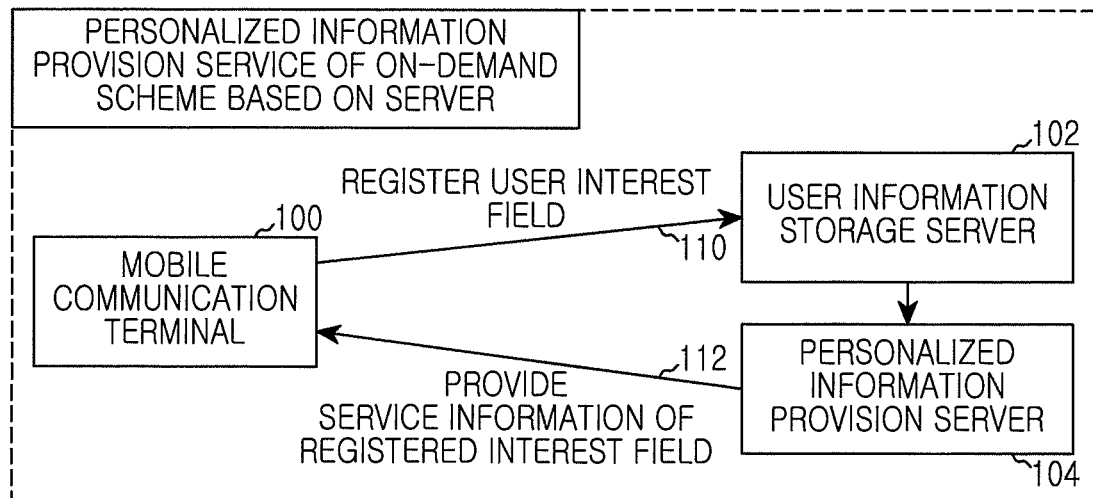 PERSONALIZED INFORMATION
PROVISION SERVICE OF ON-DEMAND
SCHEME BASED ON SERVER
102
REGISTER USER INTEREST
FIELD
USER INFORMATION
STORAGE SERVER
100
110
MOBILE
COMMUNICATION
TERMINAL
112
PROVIDE
SERVICE INFORMATION OF
REGISTERED INTEREST FIELD
PERSONALIZED
INFORMATION
PROVISION SERVER
104